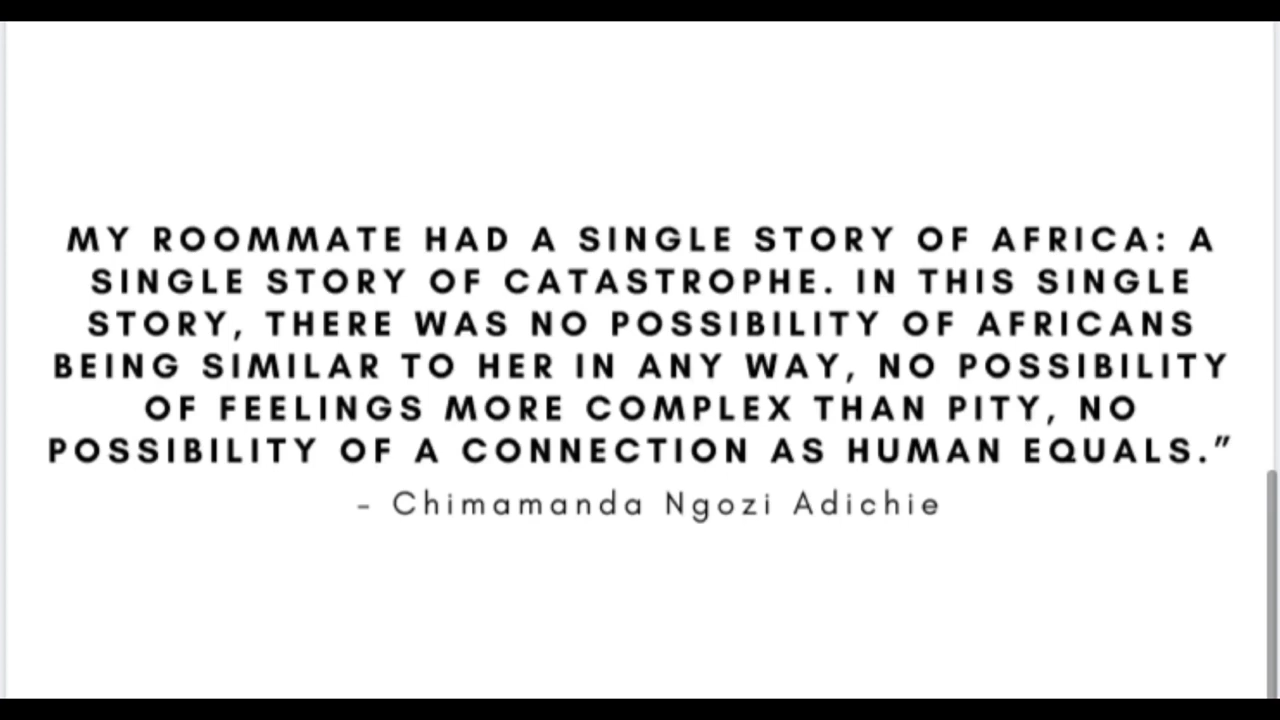 MY ROOMMATE HAD A SINGLE STORY OF AFRICA: A
SINGLE STORY OF CATASTROPHE. IN THIS SINGLE
STORY, THERE WAS NO POSSIBILITY OF AFRICANS
BEING SIMILAR TO HER IN ANY WAY, NO POSSIBILITY
OF FEELINGS MORE COMPLEX THAN PITY, NO
POSSIBILITY OF A CONNECTION AS HUMAN EQUALS.”
– Chimamanda Ngozi Adichie